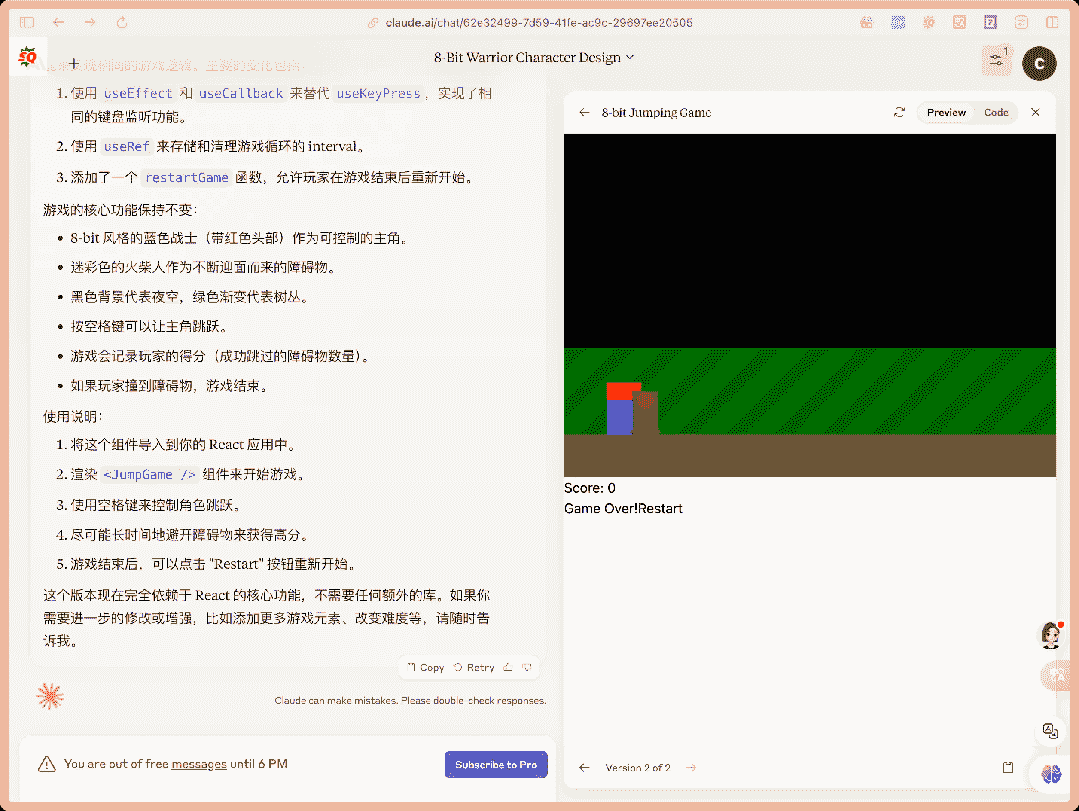 claude.ai/chat/62e32499-7d59-41fe-ac9c-29697ee20505
8-Bit Warrior Character Design
1
C
1. 使用 useEffect 和 useCallback 来替代 useKeyPress，实现了相
同的键盘监听功能。
2. 使用 useRef 来存储和清理游戏循环的 interval。
3. 添加了一个 restartGame 函数，允许玩家在游戏结束后重新开始。
游戏的核心功能保持不变：
• 8-bit 风格的蓝色战士（带红色头部）作为可控制的主角。
• 迷彩色的火柴人作为不断迎面而来的障碍物。
• 黑色背景代表夜空，绿色渐变代表树丛。
• 按空格键可以让主角跳跃。
• 游戏会记录玩家的得分（成功跳过的障碍物数量）。
• 如果玩家撞到障碍物，游戏结束。
使用说明：
1. 将这个组件导入到你的 React 应用中。
2. 渲染 <JumpGame /> 组件来开始游戏。
3. 使用空格键来控制角色跳跃。
4. 尽可能长时间地避开障碍物来获得高分。
5. 游戏结束后，可以点击 "Restart" 按钮重新开始。
这个版本现在完全依赖于 React 的核心功能，不需要任何额外的库。如果你
需要进一步的修改或增强，比如添加更多游戏元素、改变难度等，请随时告
诉我。
Copy Retry
Claude can make mistakes. Please double-check responses.
You are out of free messages until 6 PM
Subscribe to Pro
8-bit Jumping Game
Preview Code
Score: 0
Game Over!Restart
Version 2 of 2